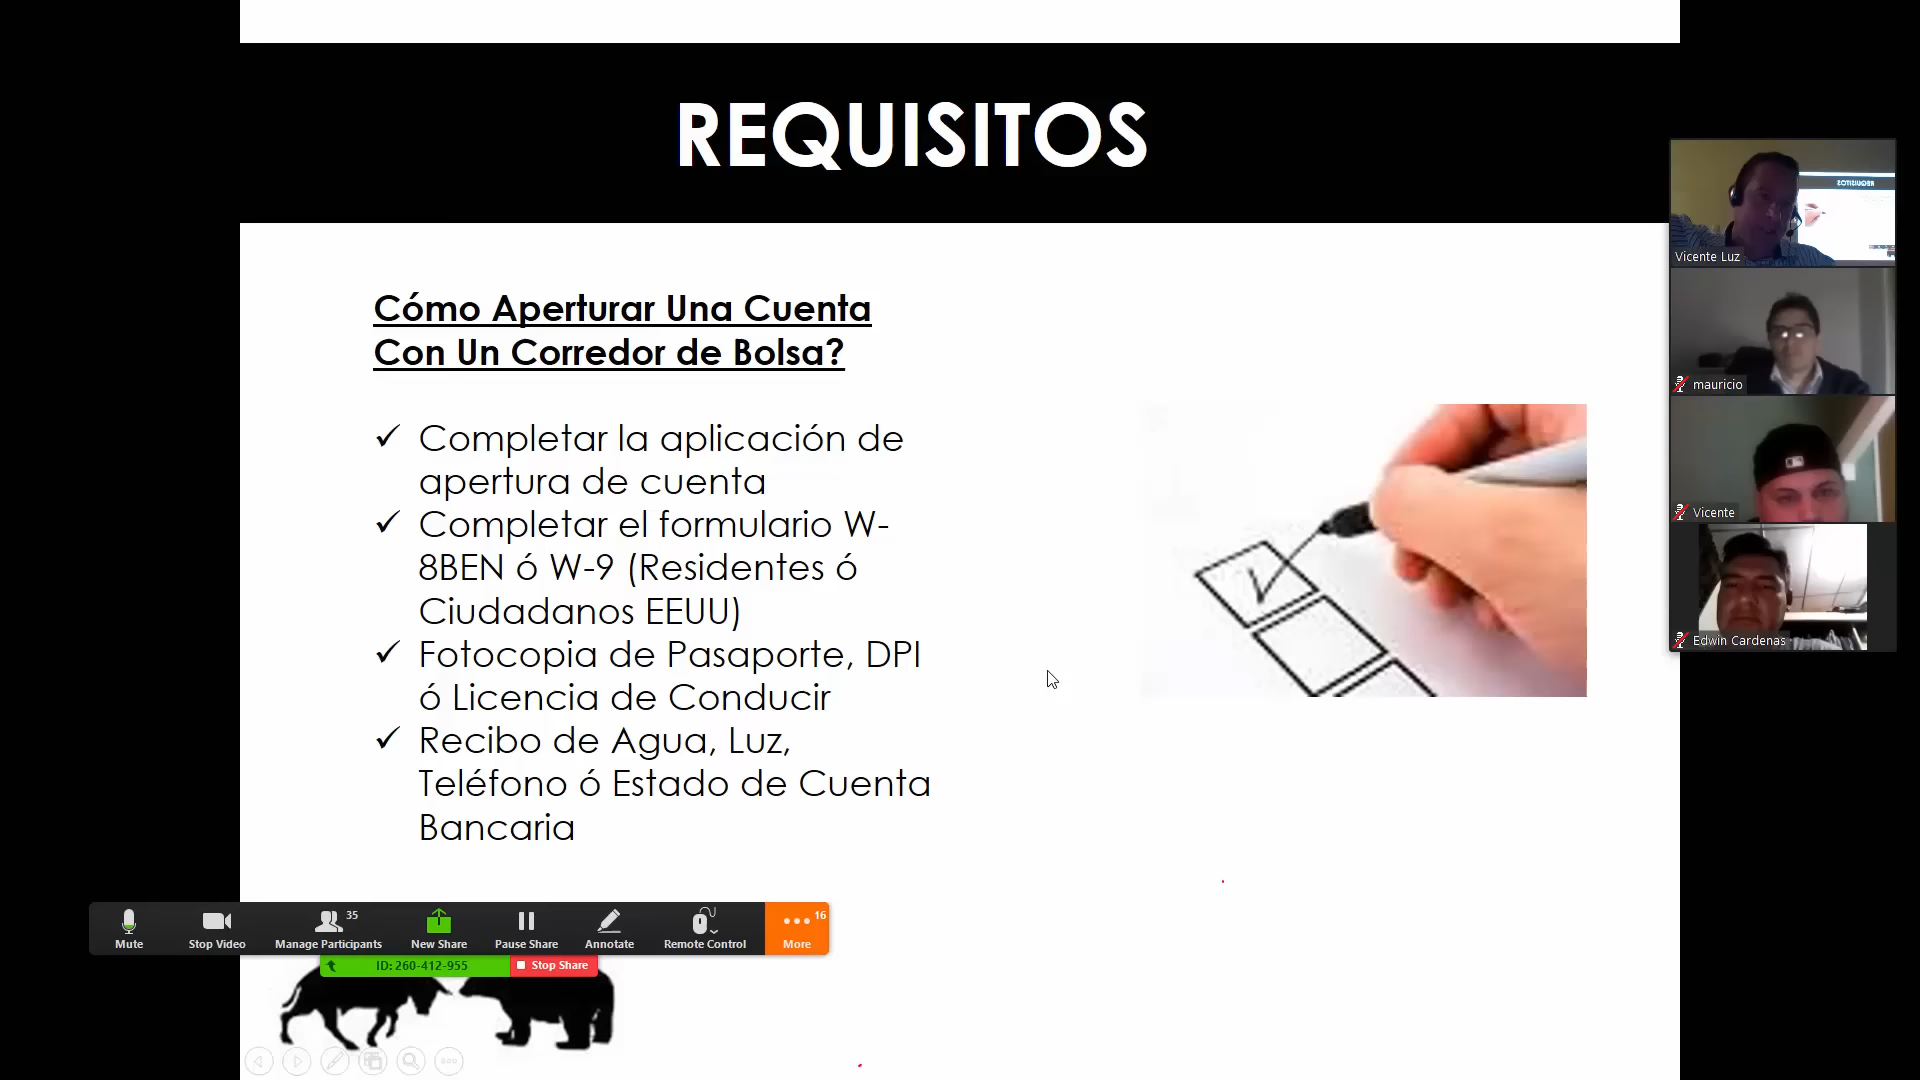 REQUISITOS
Cómo Aperturar Una Cuenta
Con Un Corredor de Bolsa?
✓ Completar la aplicación de
apertura de cuenta
✓ Completar el formulario W-
8BEN ó W-9 (Residentes ó
Ciudadanos EEUU)
✓ Fotocopia de Pasaporte, DPI
ó Licencia de Conducir
✓ Recibo de Agua, Luz,
Teléfono ó Estado de Cuenta
Bancaria
REQUISITOS
Vicente Luz
mauricio
Vicente
Edwin Cardenas
35
16
Mute
Stop Video
Manage Participants
New Share
Pause Share
Annotate
Remote Control
More
ID: 260-412-955
Stop Share